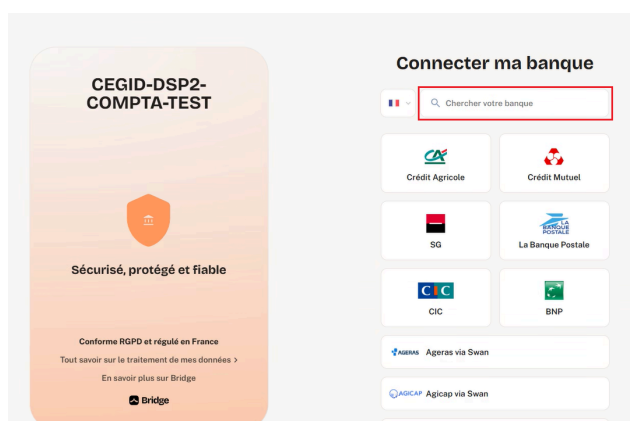 CEGID-DSP2-
COMPTA-TEST
Sécurisé, protégé et fiable
Conforme RGPD et régulé en France
Tout savoir sur le traitement de mes données >
En savoir plus sur Bridge
Bridge
Connecter ma banque
Chercher votre banque
CA
Crédit Agricole
Crédit Mutuel
SG
LA
BANQUE
POSTALE
La Banque Postale
CIC
CIC
BNP
AGERAS Ageras via Swan
AGICAP Agicap via Swan